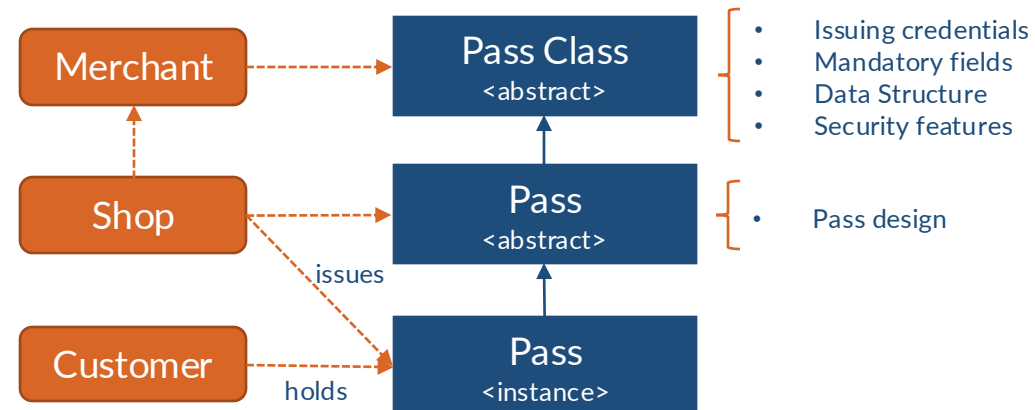 Merchant
Pass Class
<abstract>
• Issuing credentials
• Mandatory fields
• Data Structure
• Security features
Shop
Pass
<abstract>
• Pass design
issues
Customer
holds
Pass
<instance>